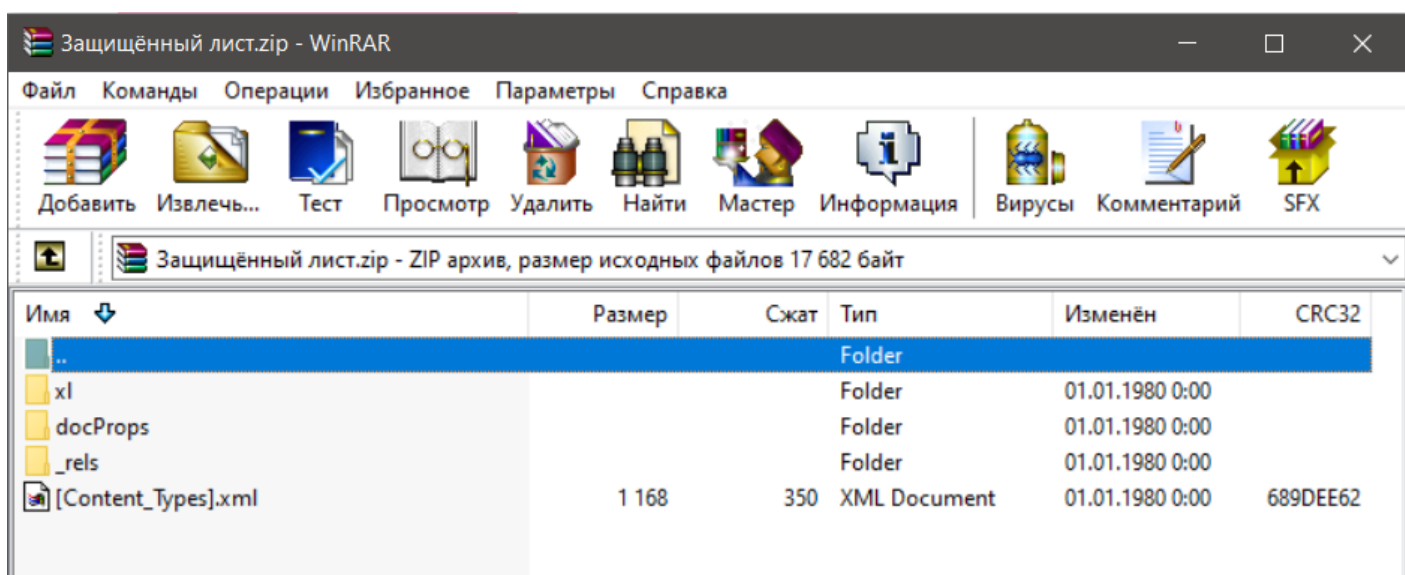 Защищённый лист.zip - WinRAR
Файл Команды Операции Избранное Параметры Справка
Добавить Извлечь... Тест Просмотр Удалить Найти Мастер Информация Вирусы Комментарий SFX
Защищённый лист.zip - ZIP архив, размер исходных файлов 17 682 байт
Имя Размер Сжат Тип Изменён CRC32
.. Folder
xl Folder 01.01.1980 0:00
docProps Folder 01.01.1980 0:00
_rels Folder 01.01.1980 0:00
[Content_Types].xml 1 168 350 XML Document 01.01.1980 0:00 689DEE62